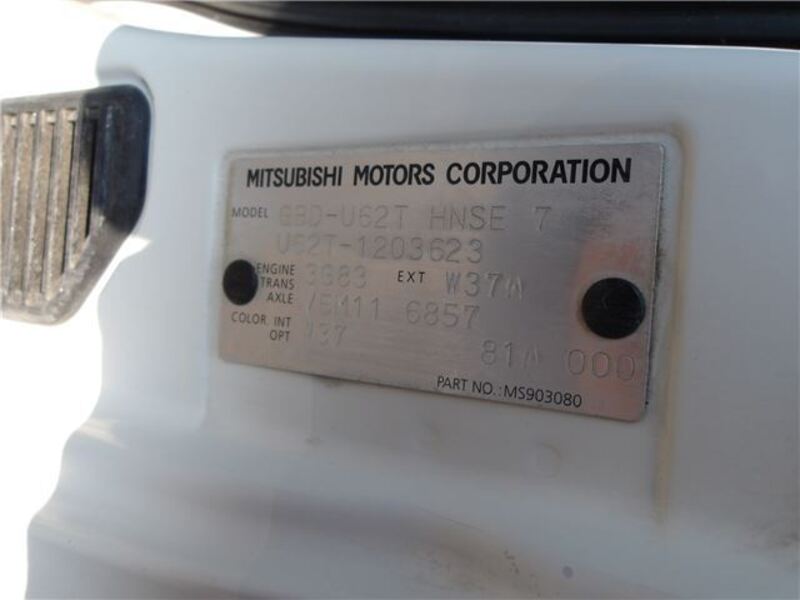 MITSUBISHI MOTORS CORPORATION
MODEL GBD-U62T HNSE 7
U62T-1203623
ENGINE 3G83 EXT W37A
TRANS
AXLE /5M11 6857
COLOR. INT W37
OPT 81A 000
PART NO.:MS903080